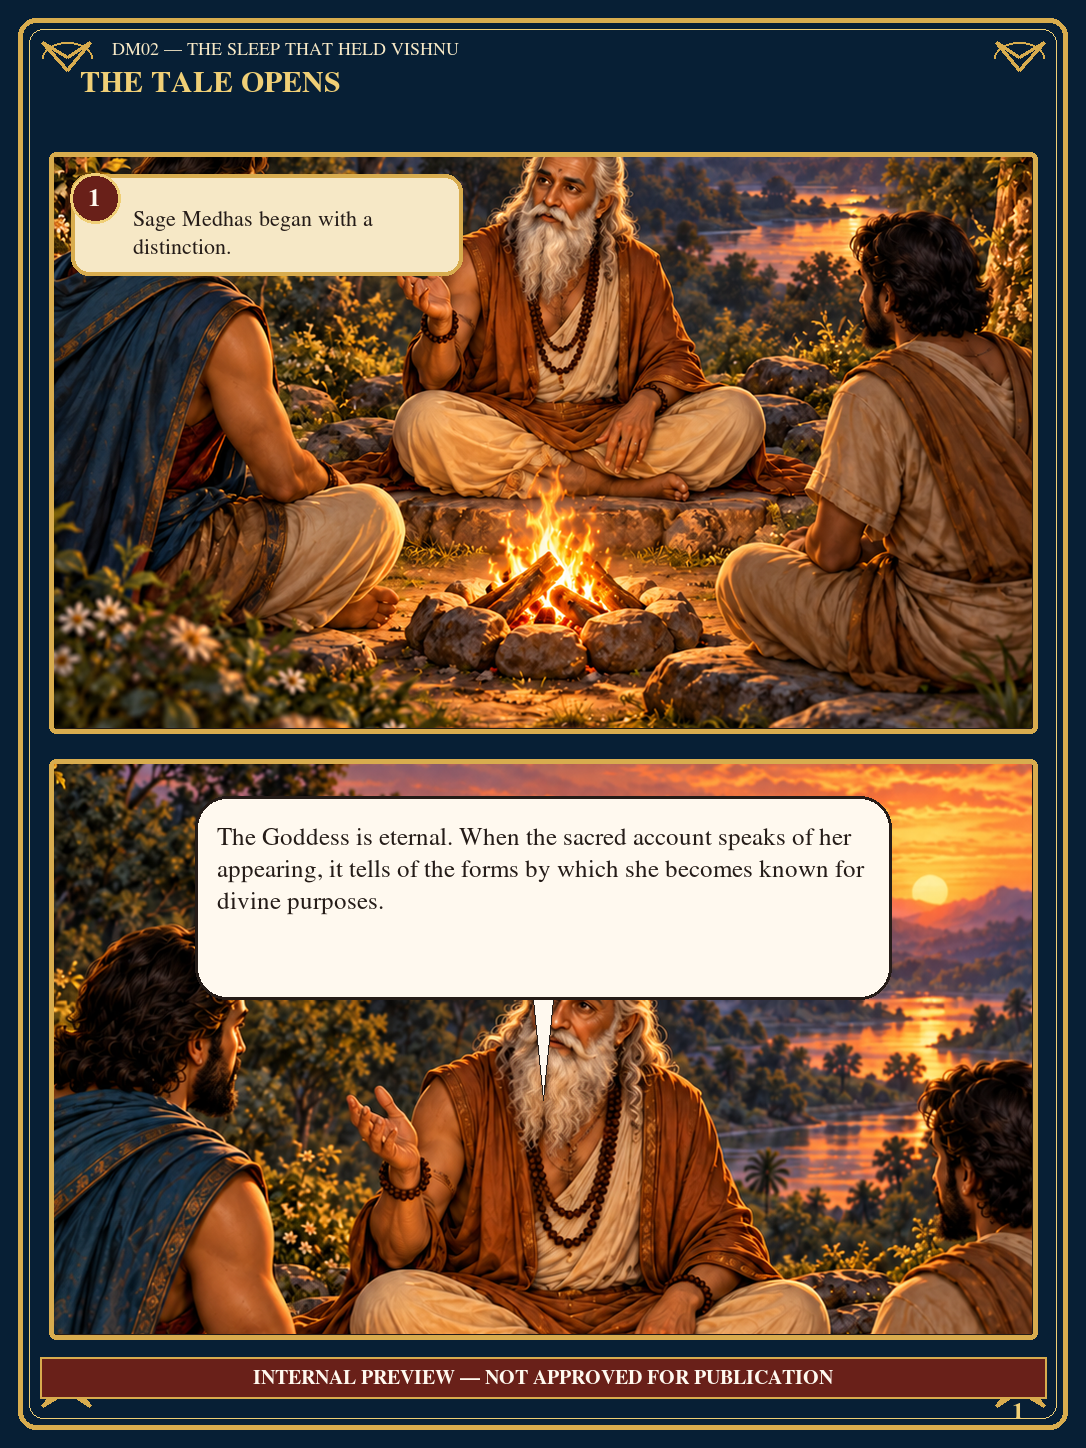 DM02 — THE SLEEP THAT HELD VISHNU
THE TALE OPENS
1
Sage Medhas began with a
distinction.
The Goddess is eternal. When the sacred account speaks of her
appearing, it tells of the forms by which she becomes known for
divine purposes.
INTERNAL PREVIEW — NOT APPROVED FOR PUBLICATION
1